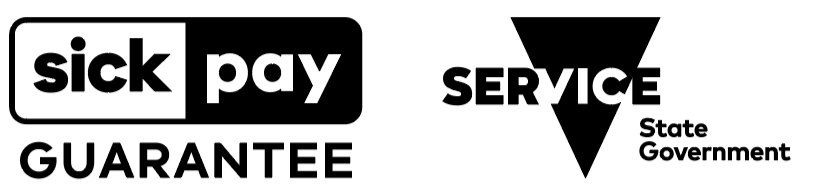 sick pay
GUARANTEE
SERVICE
State
Government